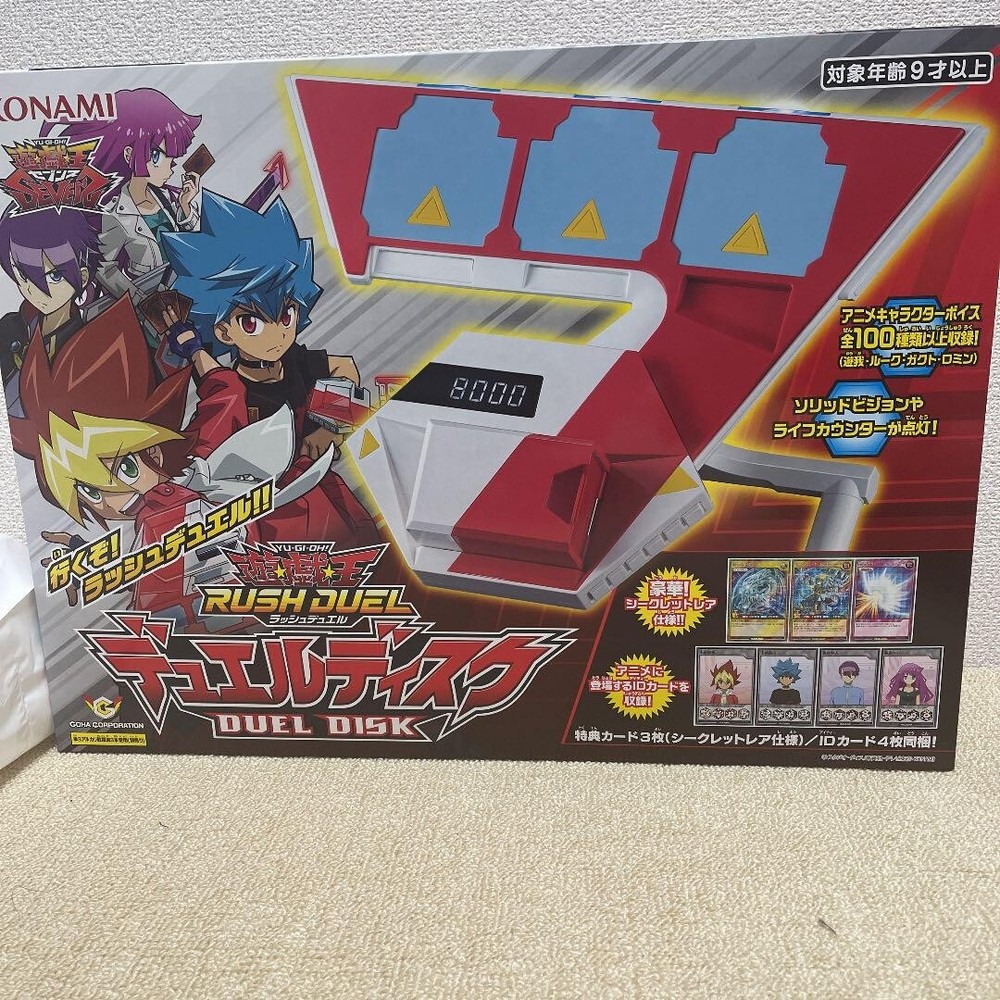 対象年齢9才以上
KONAMI
YU-GI-OH!
遊☆戯☆王
セブンス
SEVENS
アニメキャラクターボイス
全100種類以上収録!
(遊我・ルーク・ガクト・ロミン)
ソリッドビジョンや
ライフカウンターが点灯!
8000
行くぞ!
ラッシュデュエル!!
YU-GI-OH!
遊☆戯☆王
RUSH DUEL
ラッシュデュエル
デュエルディスク
DUEL DISK
GOHA CORPORATION
豪華!
シークレットレア
仕様!!
アニメに
登場するIDカードを
収録!
特典カード3枚(シークレットレア仕様)/IDカード4枚同梱!